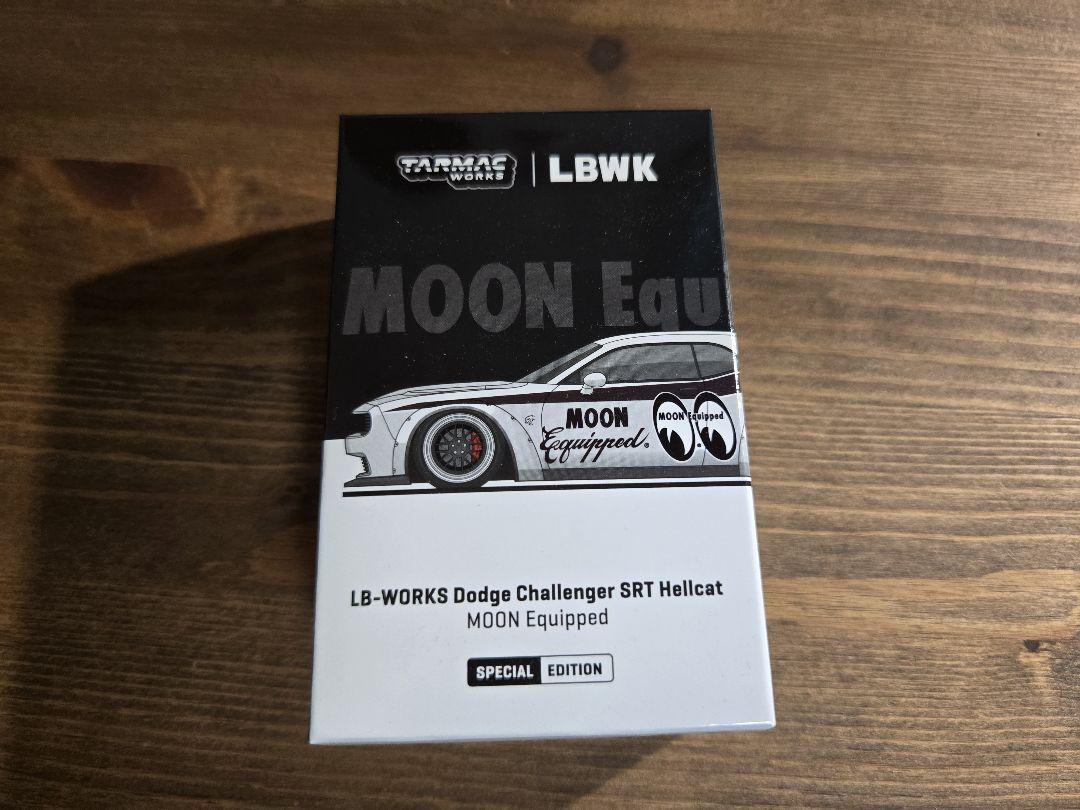 TARMAC WORKS | LBWK
MOON Equ
MOON
Equipped.
MOON Equipped
LB-WORKS Dodge Challenger SRT Hellcat
MOON Equipped
SPECIAL EDITION